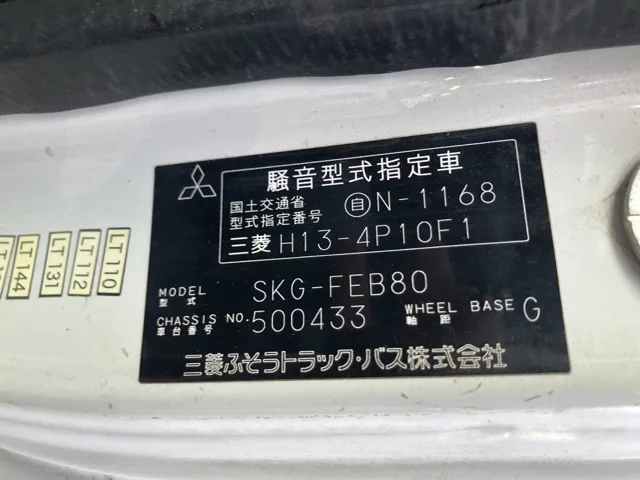 騒音型式指定車
国土交通省
型式指定番号 自 N-1168
三菱 H13-4P10F1
MODEL SKG-FEB80
型式
CHASSIS NO. 500433 WHEEL BASE G
車台番号 軸距
三菱ふそうトラック・バス株式会社
LT 144
LT 131
LT 112
LT 110